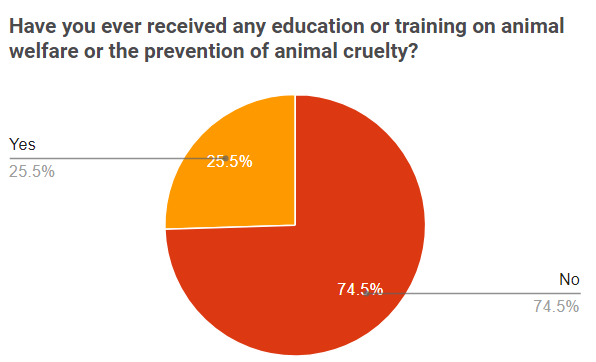 Have you ever received any education or training on animal
welfare or the prevention of animal cruelty?
Yes
25.5%
25.5%
No
74.5%
74.5%